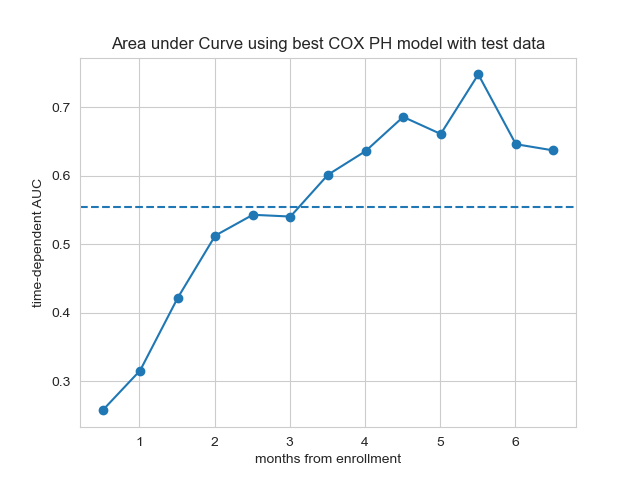 Area under Curve using best COX PH model with test data
0.7
0.6
0.5
0.4
0.3
time-dependent AUC
1 2 3 4 5 6
months from enrollment